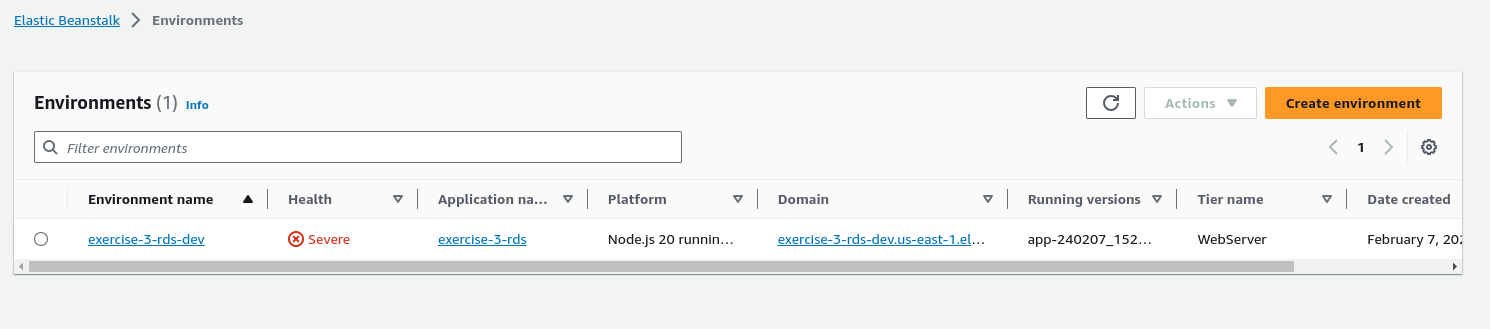 Elastic Beanstalk > Environments
Environments (1) Info
Actions
Create environment
Filter environments
1
Environment name Health Application na... Platform Domain Running versions Tier name Date created
exercise-3-rds-dev Severe exercise-3-rds Node.js 20 runnin... exercise-3-rds-dev.us-east-1.el... app-240207_152... WebServer February 7, 202